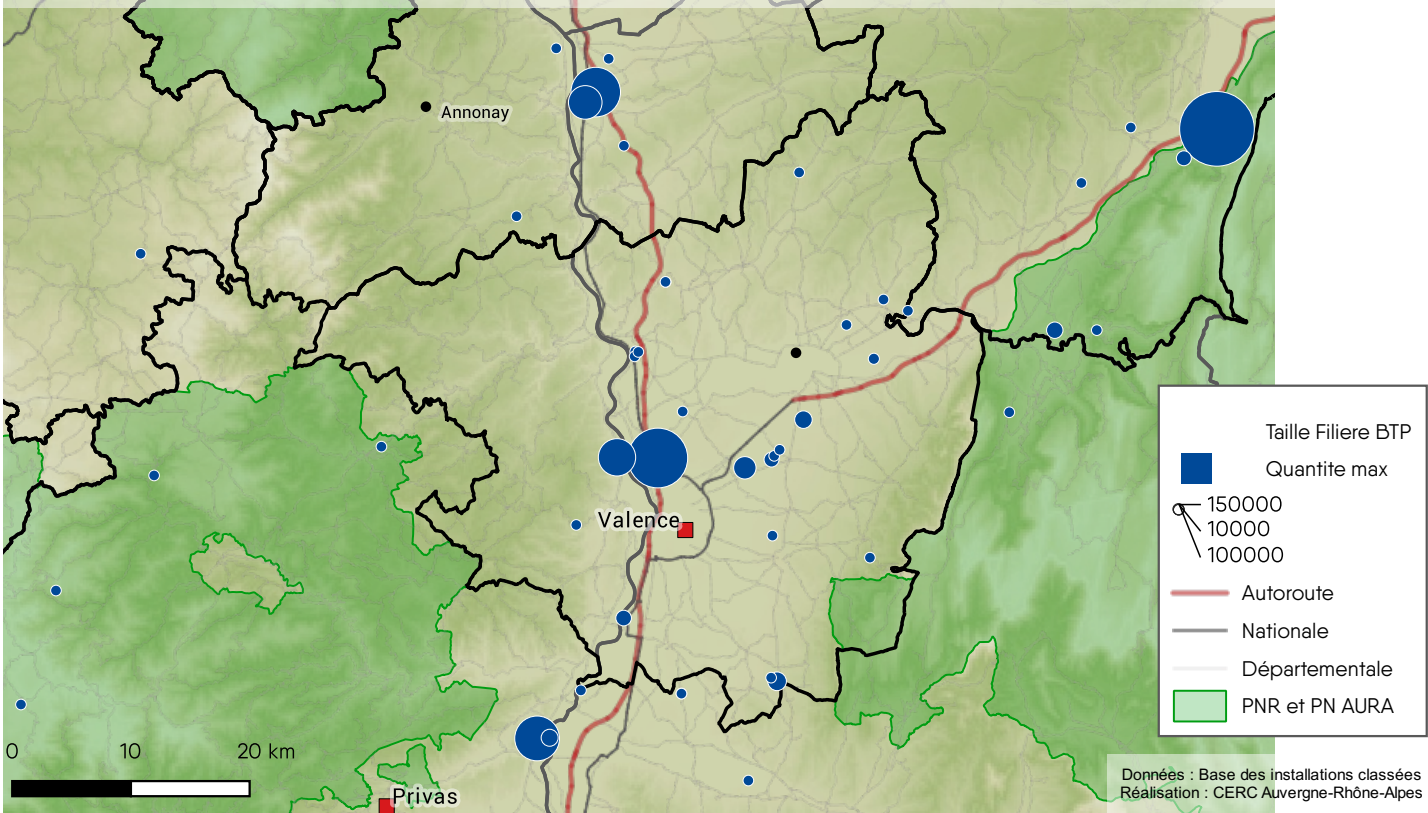 Annonay
Valence
Privas
0 10 20 km
Taille Filiere BTP
Quantite max
150000
10000
100000
Autoroute
Nationale
Départementale
PNR et PN AURA
Données : Base des installations classées
Réalisation : CERC Auvergne-Rhône-Alpes